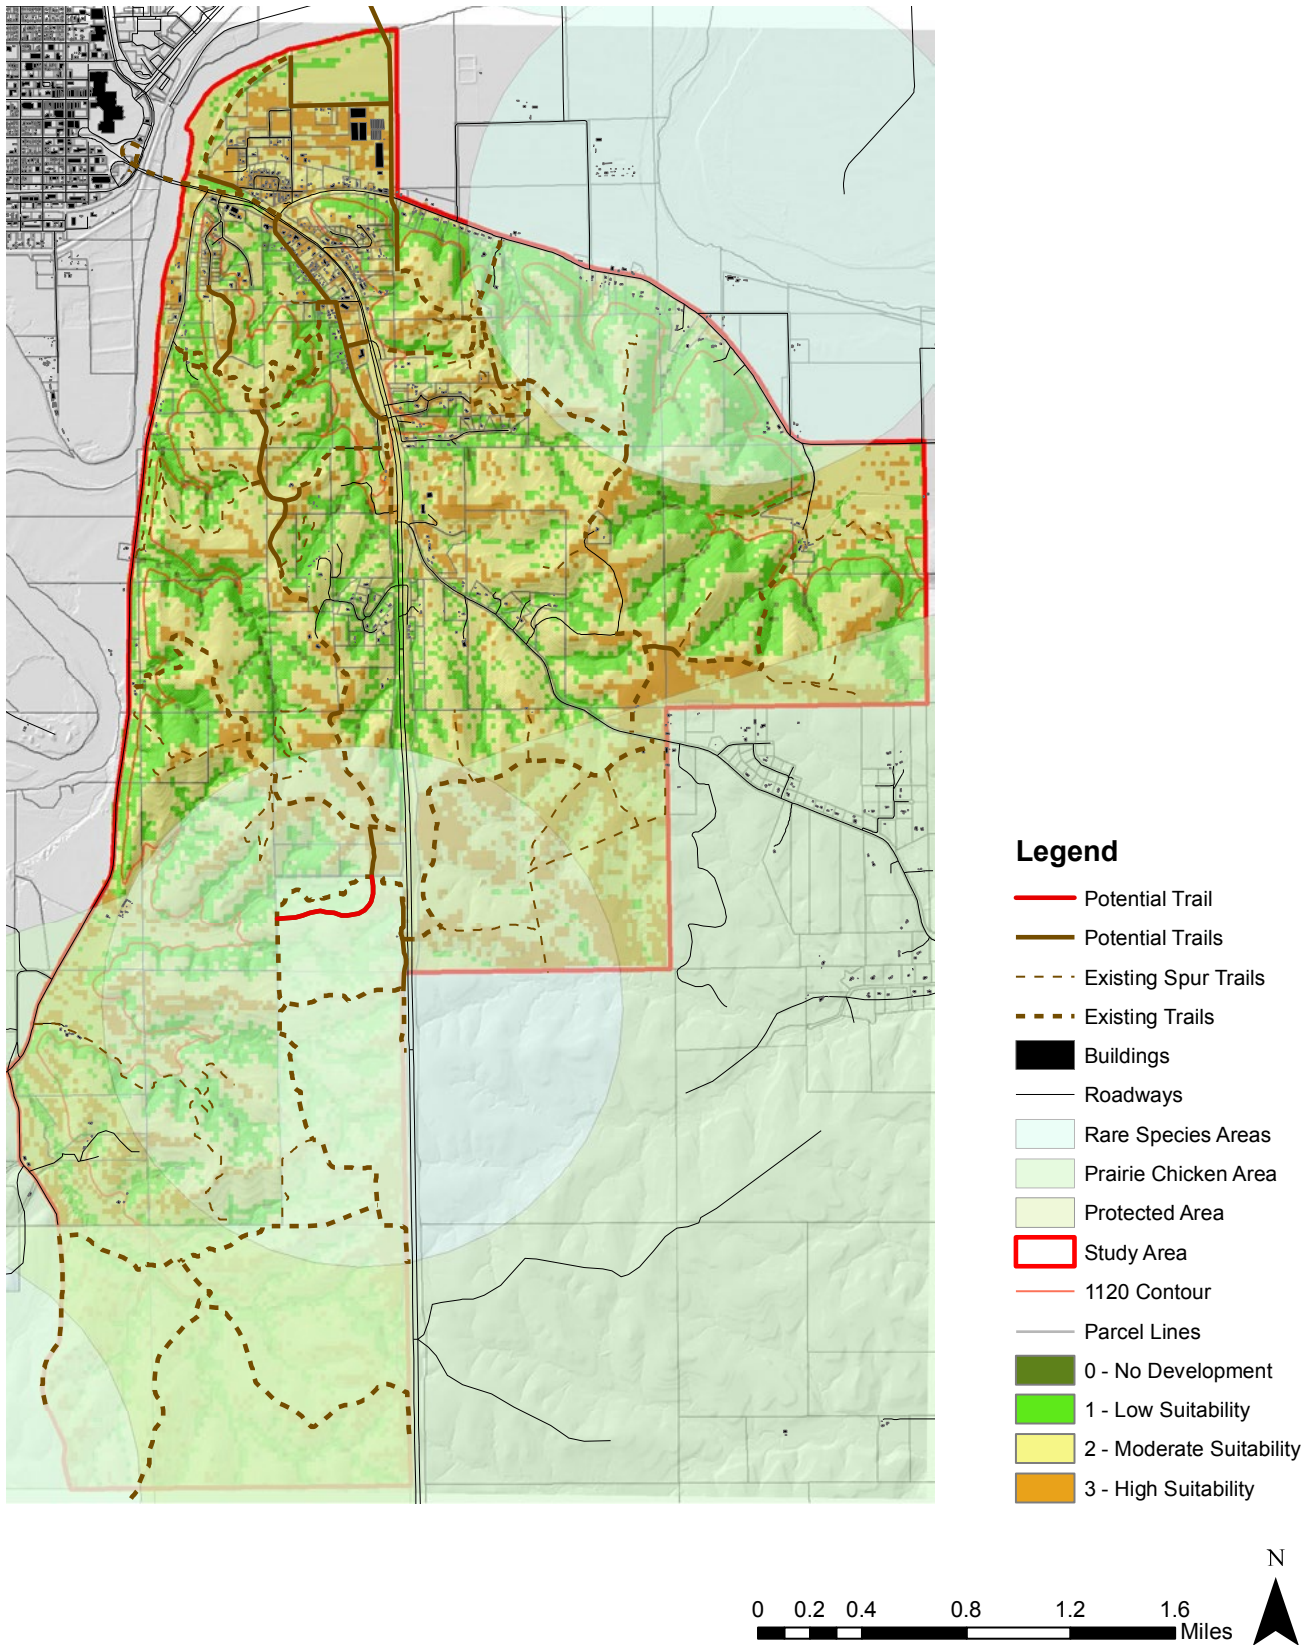 Legend
Potential Trail
Potential Trails
Existing Spur Trails
Existing Trails
Buildings
Roadways
Rare Species Areas
Prairie Chicken Area
Protected Area
Study Area
1120 Contour
Parcel Lines
0 - No Development
1 - Low Suitability
2 - Moderate Suitability
3 - High Suitability
N
0 0.2 0.4 0.8 1.2 1.6
Miles